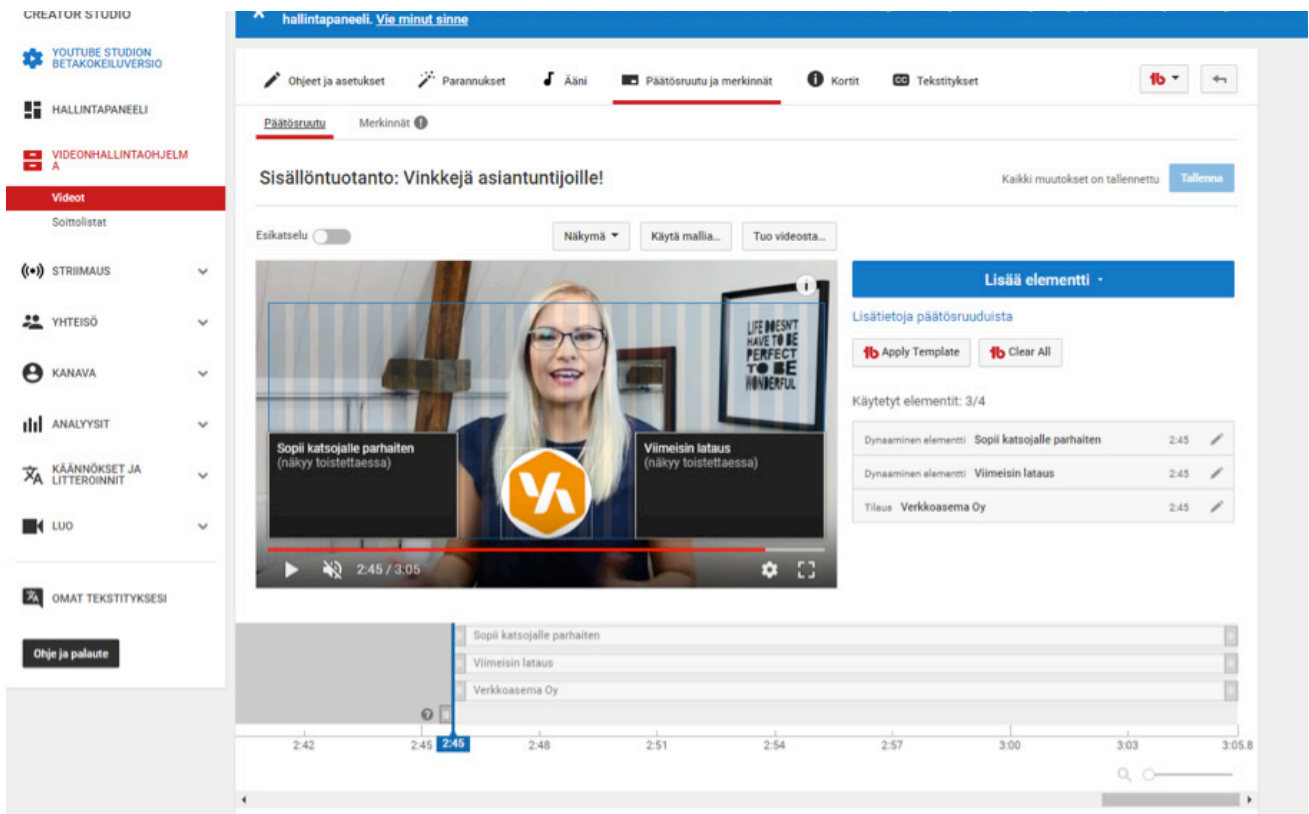 CREATOR STUDIO
hallintapaneeli. Vie minut sinne
YOUTUBE STUDION
BETAKOKEILUVERSIO
HALLINTAPANEELI
VIDEONHALLINTAOHJELM
A
Videot
Soittolistat
STRIIMAUS
YHTEISÖ
KANAVA
ANALYYSIT
KÄÄNNÖKSET JA
LITTEROINNIT
LUO
OMAT TEKSTITYKSESI
Ohje ja palaute
Ohjeet ja asetukset Parannukset Ääni Päätösruutu ja merkinnät Kortit CC Tekstitykset
Päätösruutu Merkinnät
Sisällöntuotanto: Vinkkejä asiantuntijoille!
Kaikki muutokset on tallennettu Tallenna
Esikatselu Näkymä Käytä mallia... Tuo videosta...
LIFE DOESN'T
HAVE TO BE
PERFECT
TO BE
WONDERFUL
Sopii katsojalle parhaiten
(näkyy toistettaessa)
Viimeisin lataus
(näkyy toistettaessa)
2:45 / 3:05
Lisää elementti
Lisätietoja päätösruuduista
Apply Template Clear All
Käytetyt elementit: 3/4
Dynaaminen elementti Sopii katsojalle parhaiten 2:45
Dynaaminen elementti Viimeisin lataus 2:45
Tilaus Verkkoasema Oy 2:45
Sopii katsojalle parhaiten
Viimeisin lataus
Verkkoasema Oy
2:42 2:45 2:45 2:48 2:51 2:54 2:57 3:00 3:03 3:05.8